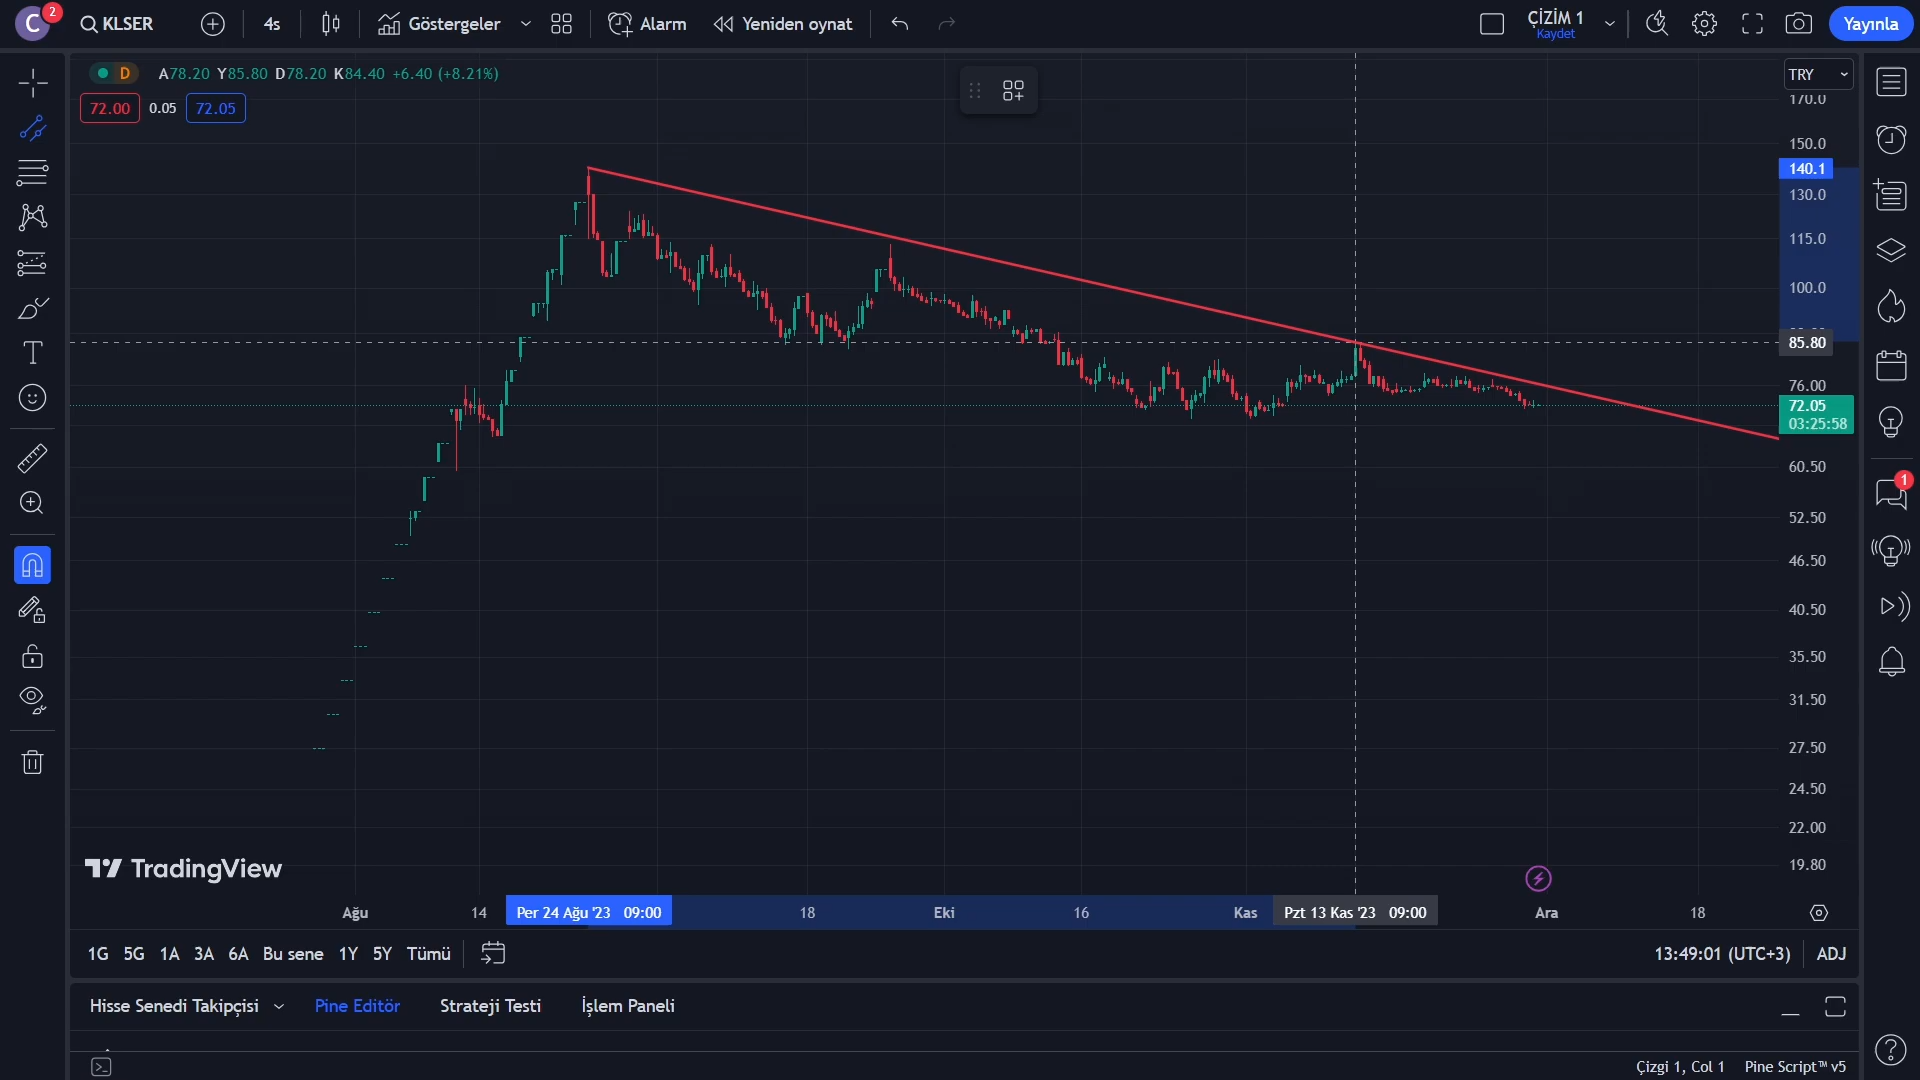 C 2 KLSER 4s Göstergeler Alarm Yeniden oynat ÇİZİM 1 Kaydet Yayınla
D A78.20 Y85.80 D78.20 K84.40 +6.40 (+8.21%)
72.00 0.05 72.05
TRY
170.0
150.0
140.1
130.0
115.0
100.0
85.80
76.00
72.05
03:25:58
60.50
52.50
46.50
40.50
35.50
31.50
27.50
24.50
22.00
19.80
1
TradingView
Ağu 14 Per 24 Ağu '23 09:00 18 Eki 16 Kas Pzt 13 Kas '23 09:00 Ara 18
1G 5G 1A 3A 6A Bu sene 1Y 5Y Tümü 13:49:01 (UTC+3) ADJ
Hisse Senedi Takipçisi Pine Editör Strateji Testi İşlem Paneli
Çizgi 1, Col 1 Pine Script™ v5